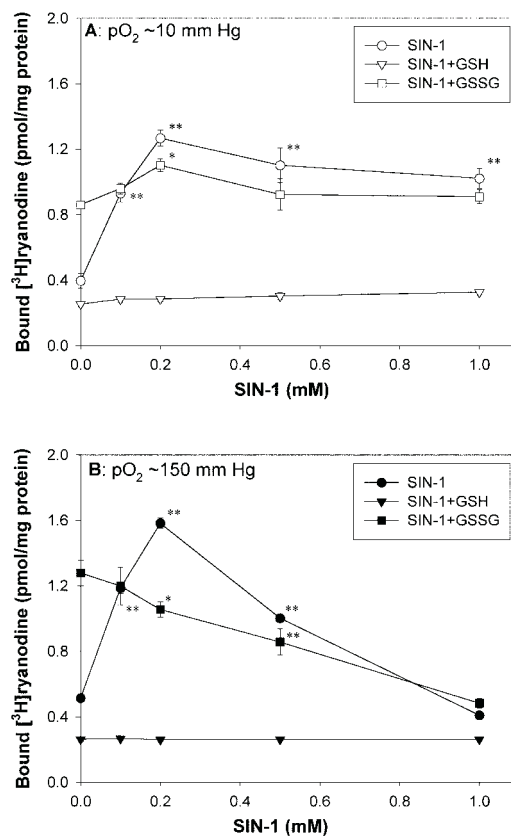 A: pO₂ ~10 mm Hg
SIN-1
SIN-1+GSH
SIN-1+GSSG
Bound [³H]ryanodine (pmol/mg protein)
2.0
1.6
1.2
0.8
0.4
0.0
**
*
**
**
**
0.0 0.2 0.4 0.6 0.8 1.0
SIN-1 (mM)
B: pO₂ ~150 mm Hg
SIN-1
SIN-1+GSH
SIN-1+GSSG
Bound [³H]ryanodine (pmol/mg protein)
2.0
1.6
1.2
0.8
0.4
0.0
**
**
*
**
**
0.0 0.2 0.4 0.6 0.8 1.0
SIN-1 (mM)